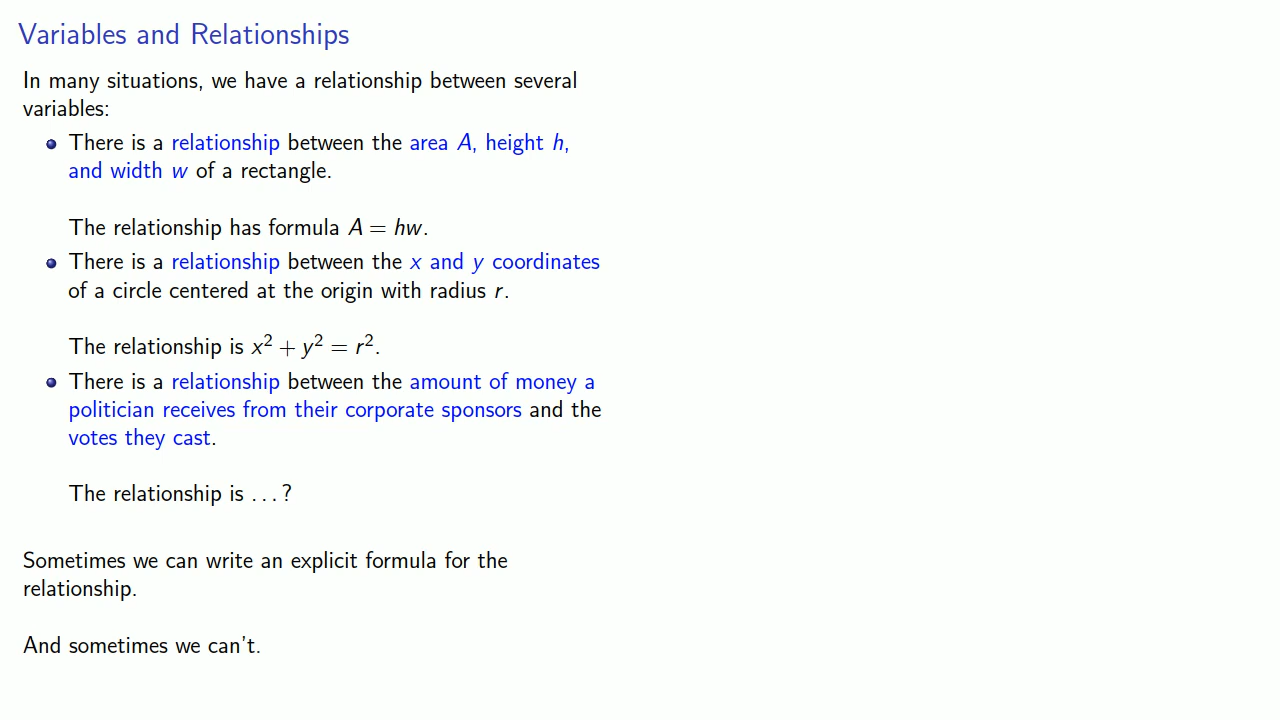 Variables and Relationships
In many situations, we have a relationship between several
variables:
There is a relationship between the area A, height h,
and width w of a rectangle.
The relationship has formula A = hw.
There is a relationship between the x and y coordinates
of a circle centered at the origin with radius r.
The relationship is x² + y² = r².
There is a relationship between the amount of money a
politician receives from their corporate sponsors and the
votes they cast.
The relationship is . . . ?
Sometimes we can write an explicit formula for the
relationship.
And sometimes we can't.